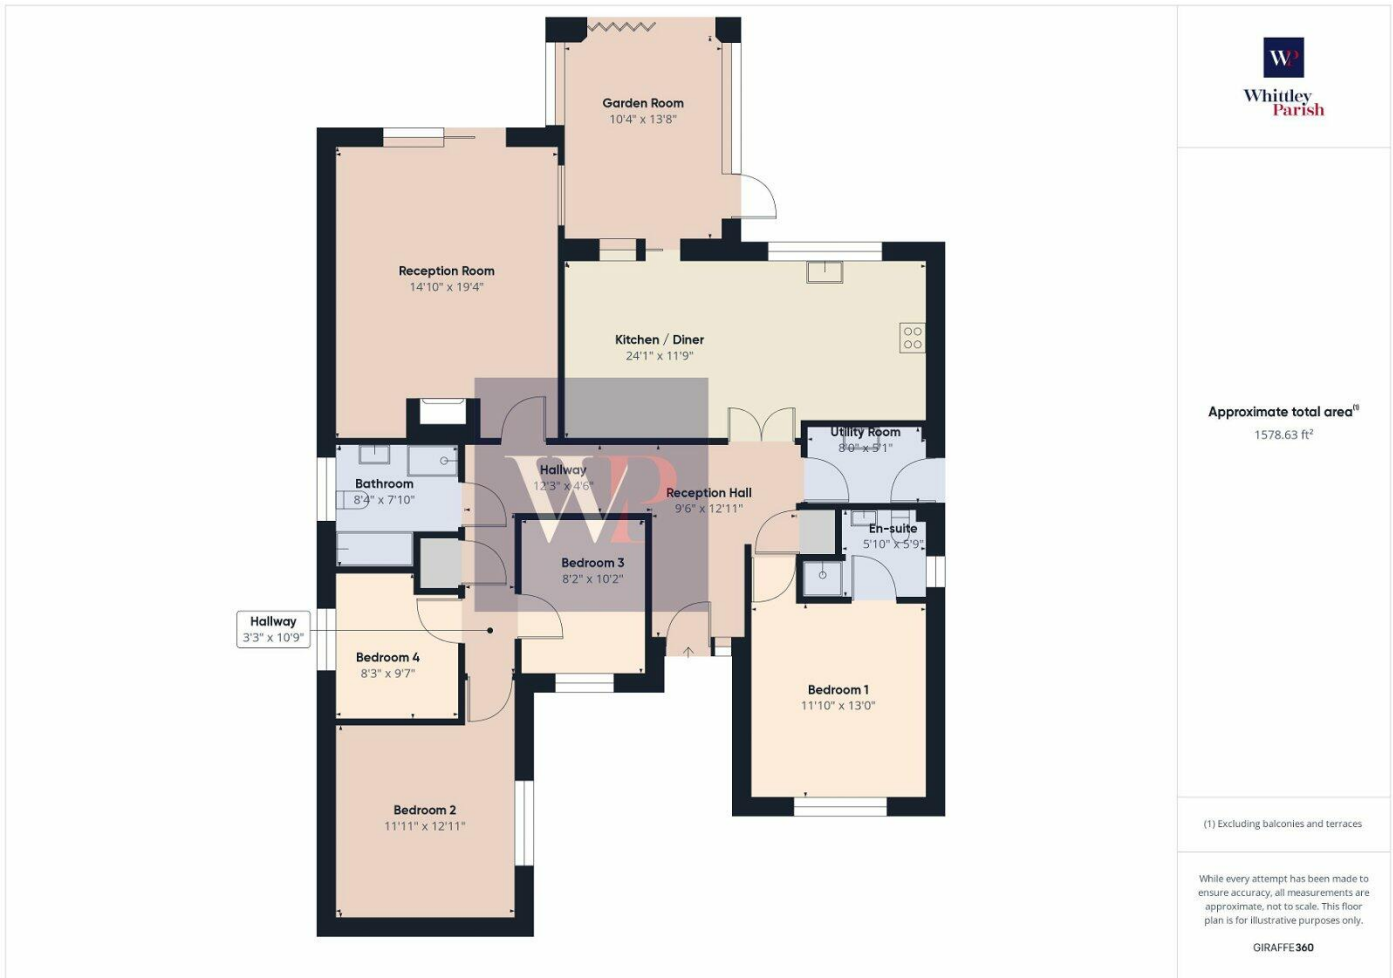 Garden Room
10'4" x 13'8"
Reception Room
14'10" x 19'4"
Kitchen / Diner
24'1" x 11'9"
Utility Room
8'0" x 5'1"
Hallway
12'3" x 4'6"
Bathroom
8'4" x 7'10"
Reception Hall
9'6" x 12'11"
WP
En-suite
5'10" x 5'9"
Bedroom 3
8'2" x 10'2"
Hallway
3'3" x 10'9"
Bedroom 4
8'3" x 9'7"
Bedroom 1
11'10" x 13'0"
Bedroom 2
11'11" x 12'11"
WP
Whittley
Parish
Approximate total area(1)
1578.63 ft²
(1) Excluding balconies and terraces
While every attempt has been made to
ensure accuracy, all measurements are
approximate, not to scale. This floor
plan is for illustrative purposes only.
GIRAFFE360